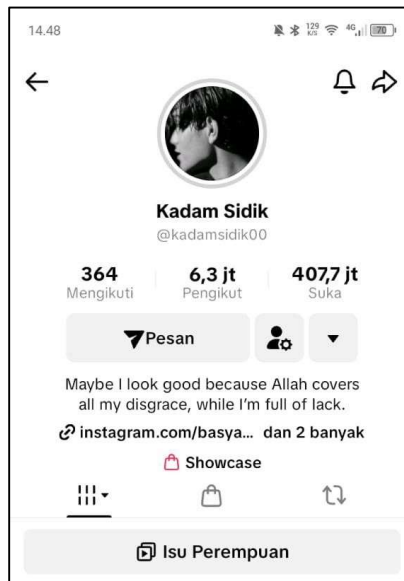 14.48 129 K/S 4G 70
Kadam Sidik
@kadamsidik00
364 6,3 jt 407,7 jt
Mengikuti Pengikut Suka
Pesan
Maybe I look good because Allah covers
all my disgrace, while I'm full of lack.
instagram.com/basya... dan 2 banyak
Showcase
Isu Perempuan